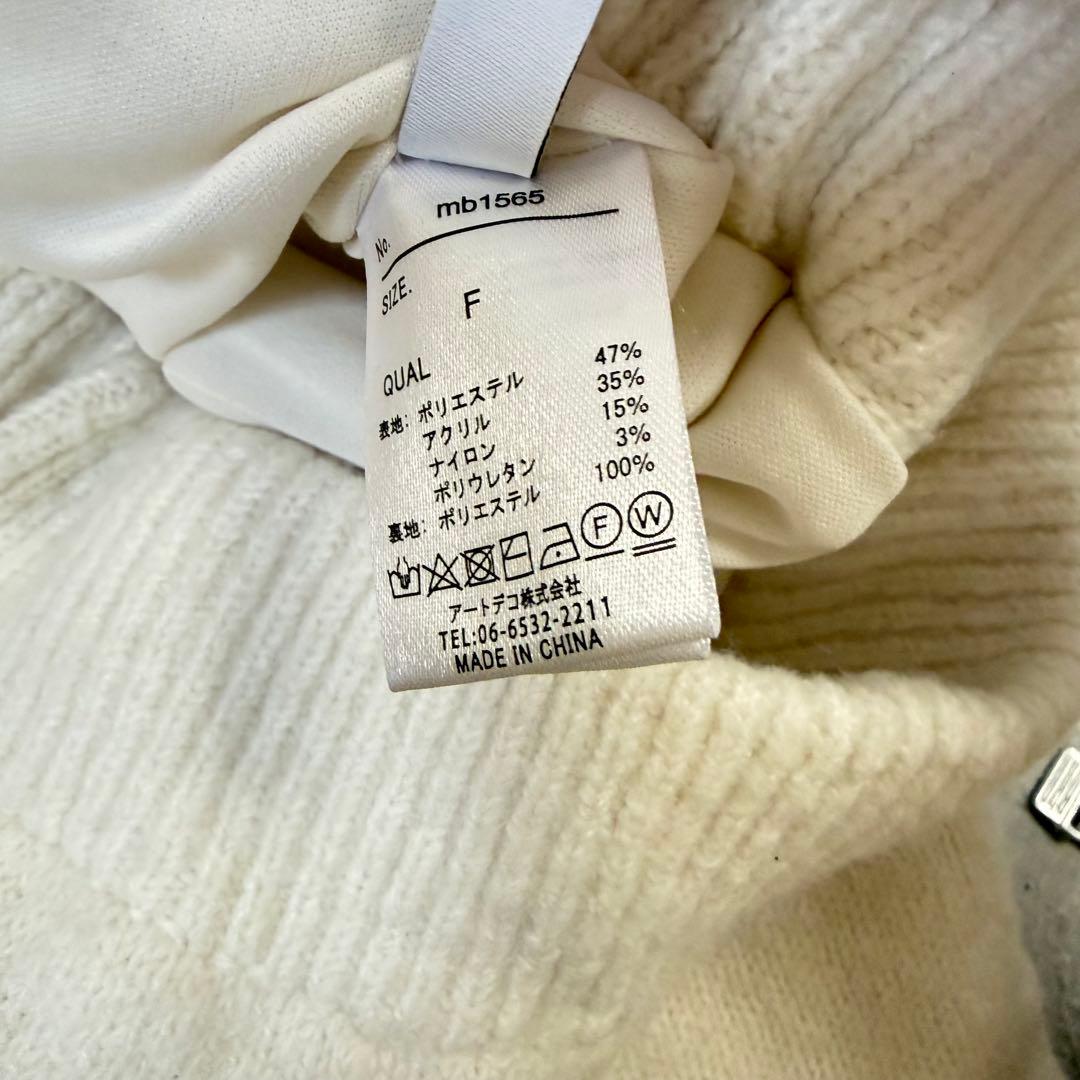 No. mb1565
SIZE. F
QUAL
表地: ポリエステル 47%
アクリル 35%
ナイロン 15%
ポリウレタン 3%
裏地: ポリエステル 100%
F W
アートデコ株式会社
TEL:06-6532-2211
MADE iN CHINA